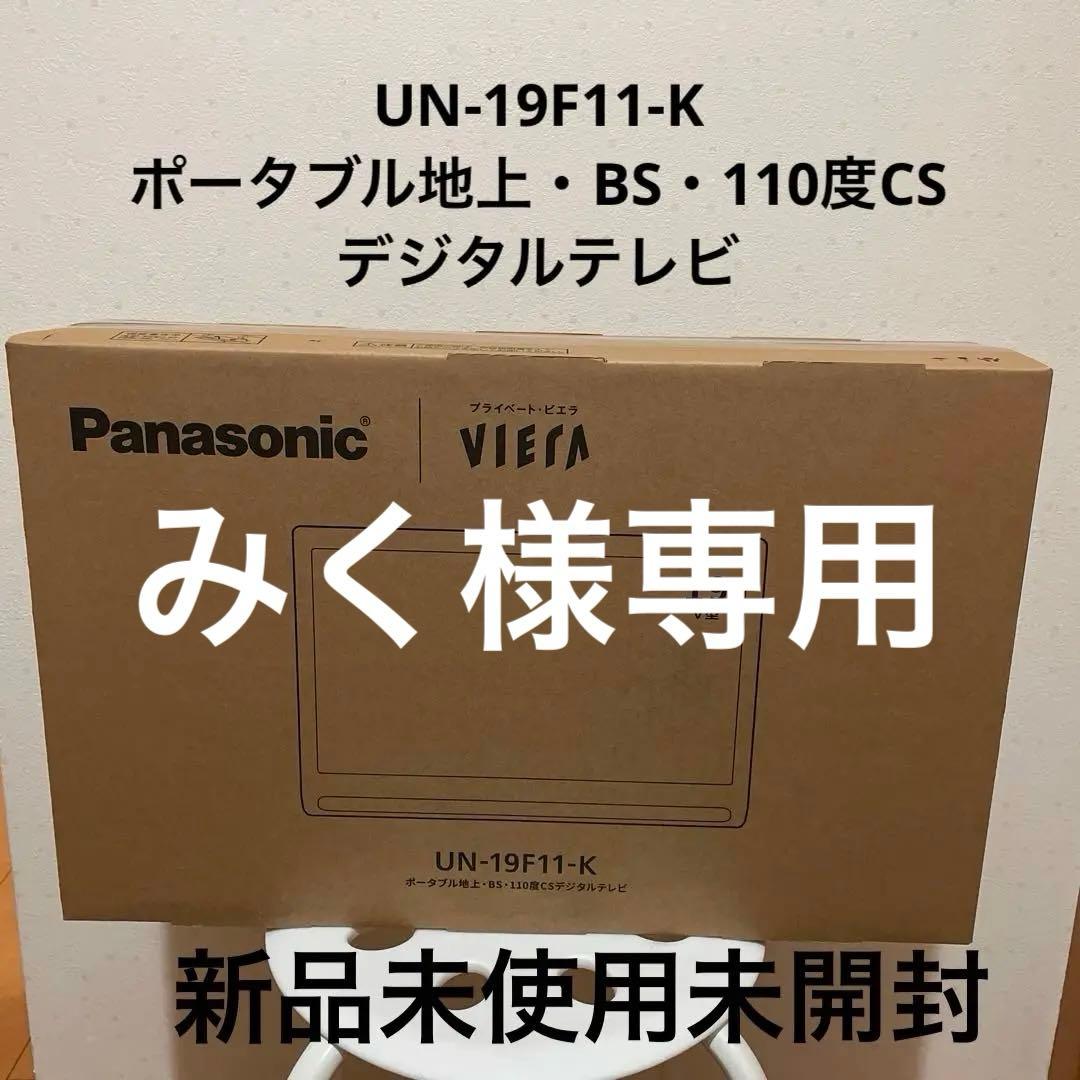 UN-19F11-K
ポータブル地上・BS・110度CS
デジタルテレビ
Panasonic®
プライベート・ビエラ
VIErA
みく様専用
19
V型
UN-19F11-K
ポータブル地上・BS・110度CSデジタルテレビ
新品未使用未開封